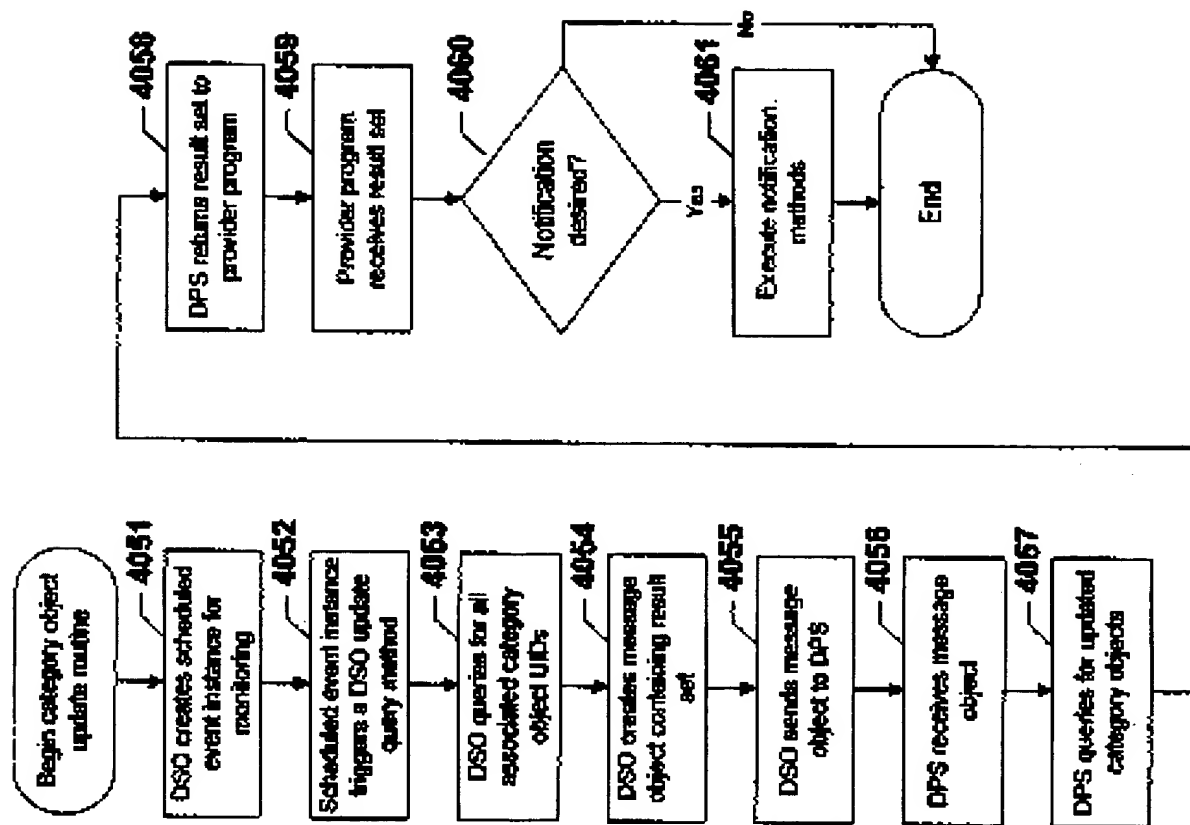 Begin category object
update routine
4051
DSO creates scheduled
event instance for
monitoring
4052
Scheduled event instance
triggers a DSO update
query method
4053
DSO queries for all
associated category
object UIDs
4054
DSO creates message
object containing result
set
4055
DSO sends message
object to DPS
4056
DPS receives message
object
4057
DPS queries for updated
category objects
4058
DPS returns result set to
provider program
4059
Provider program
receives result set
4060
Notification
desired?
No
Yes
4061
Execute notification
methods
End